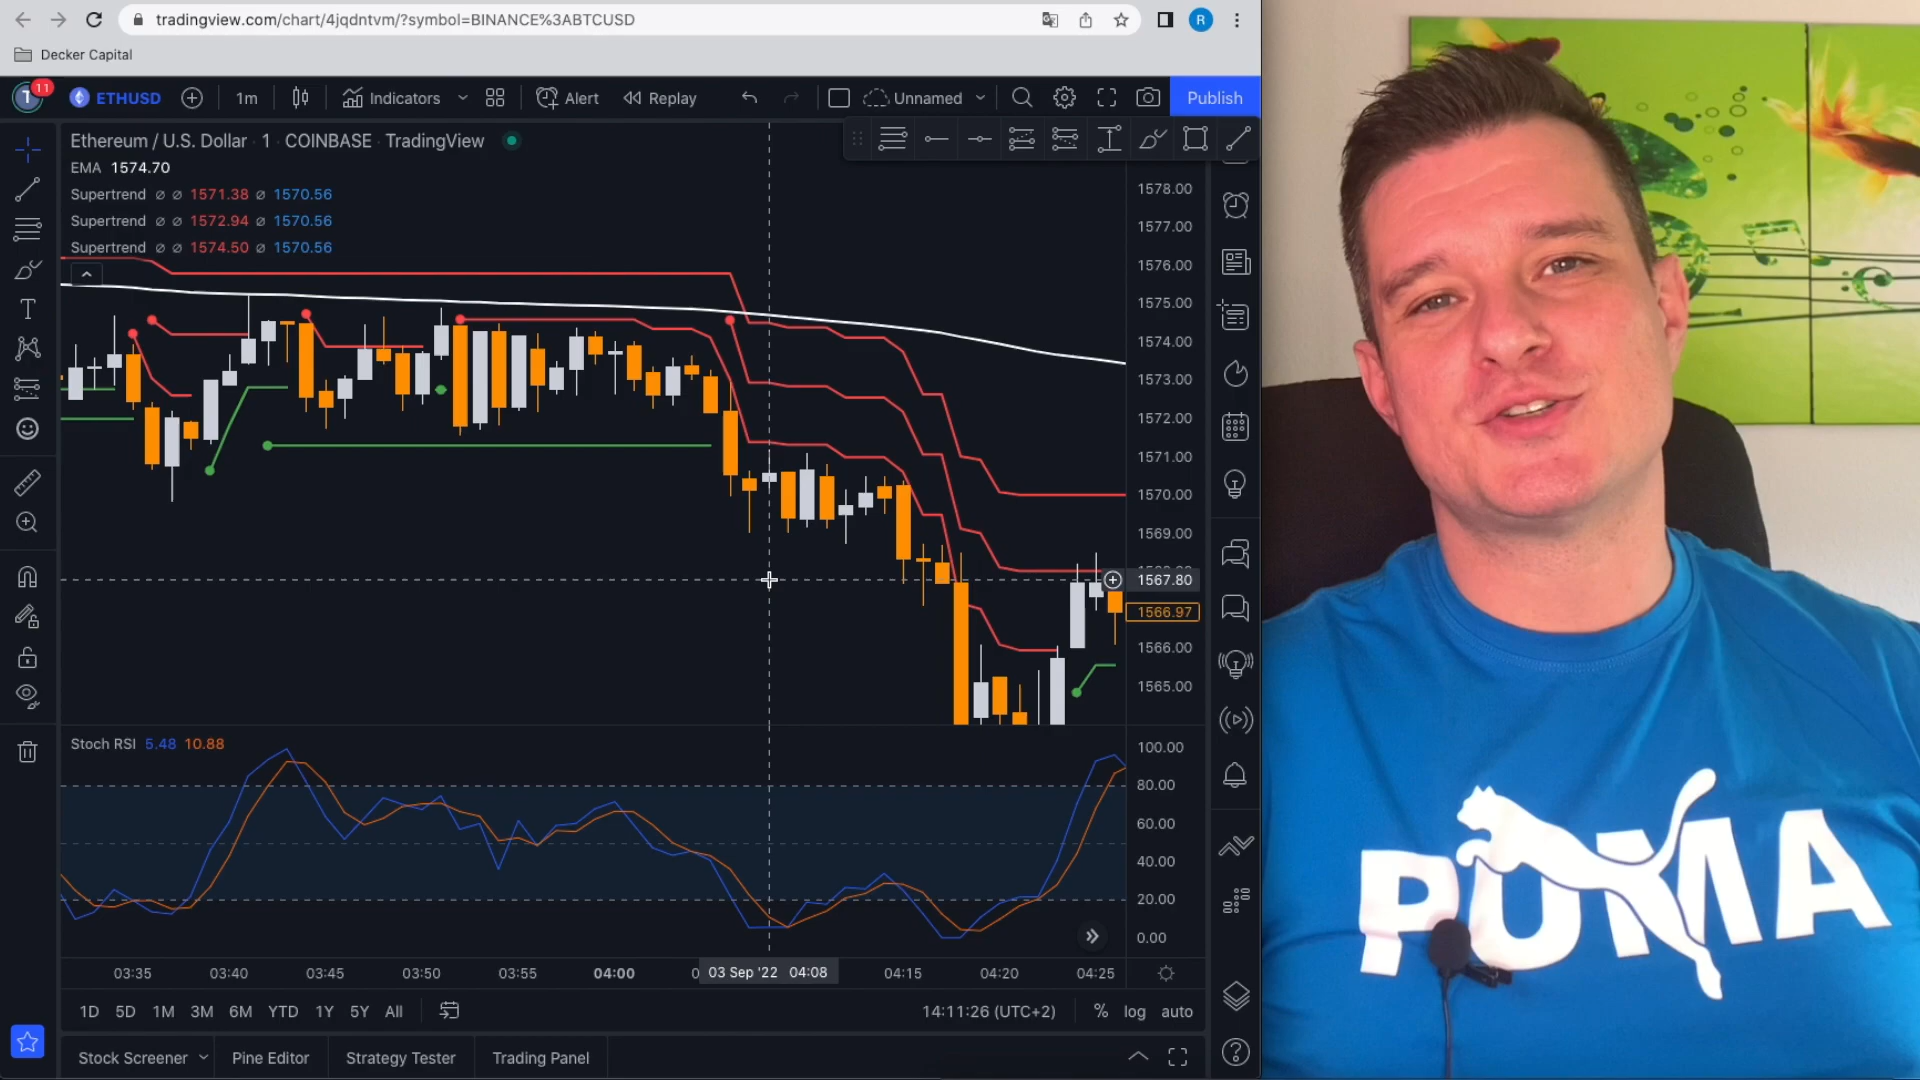 tradingview.com/chart/4jqdntvm/?symbol=BINANCE%3ABTCUSD
R
Decker Capital
T 11
ETHUSD 1m Indicators Alert Replay Unnamed Publish
Ethereum / U.S. Dollar · 1 · COINBASE · TradingView
EMA 1574.70
Supertrend ∅ ∅ 1571.38 ∅ 1570.56
Supertrend ∅ ∅ 1572.94 ∅ 1570.56
Supertrend ∅ ∅ 1574.50 ∅ 1570.56
1578.00
1577.00
1576.00
1575.00
1574.00
1573.00
1572.00
1571.00
1570.00
1569.00
1567.80
1566.97
1566.00
1565.00
Stoch RSI 5.48 10.88
100.00
80.00
60.00
40.00
20.00
0.00
03:35 03:40 03:45 03:50 03:55 04:00 03 Sep '22 04:08 04:15 04:20 04:25
1D 5D 1M 3M 6M YTD 1Y 5Y All 14:11:26 (UTC+2) % log auto
Stock Screener Pine Editor Strategy Tester Trading Panel
PUMA